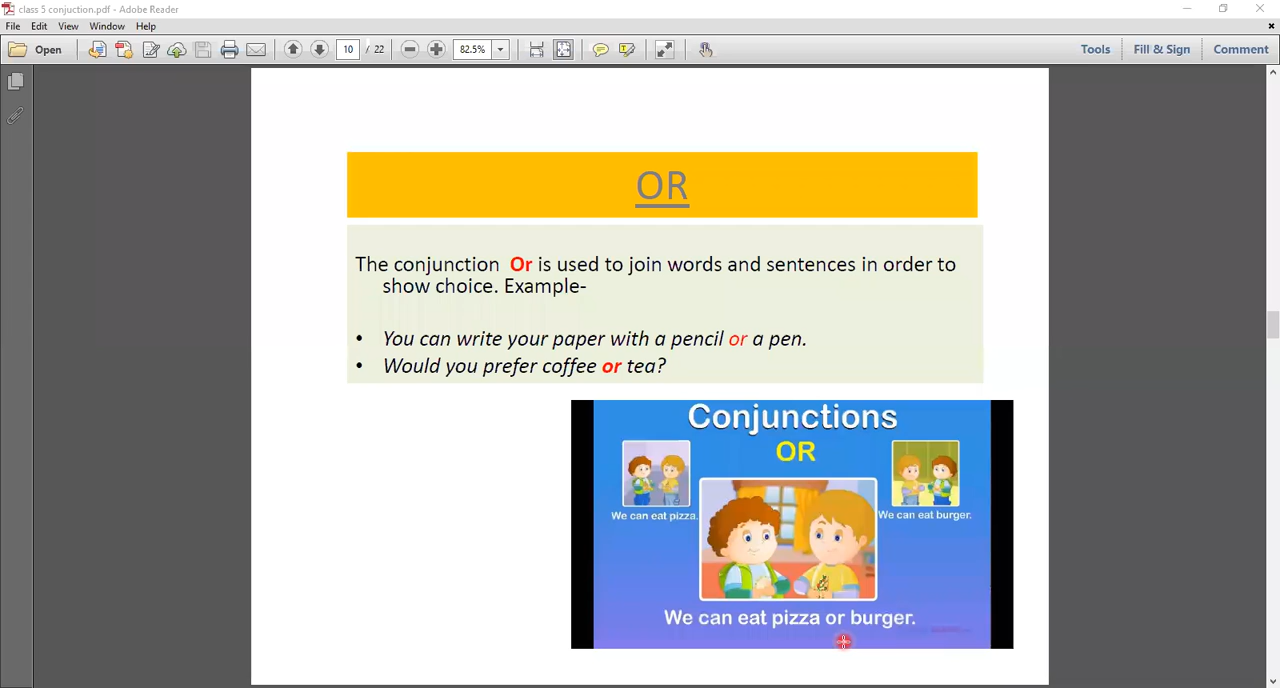 class 5 conjuction.pdf - Adobe Reader
File Edit View Window Help
Open 10 / 22 82.5% Tools Fill & Sign Comment
OR
The conjunction Or is used to join words and sentences in order to
show choice. Example-
• You can write your paper with a pencil or a pen.
• Would you prefer coffee or tea?
Conjunctions
OR
We can eat pizza.
We can eat burger.
We can eat pizza or burger.